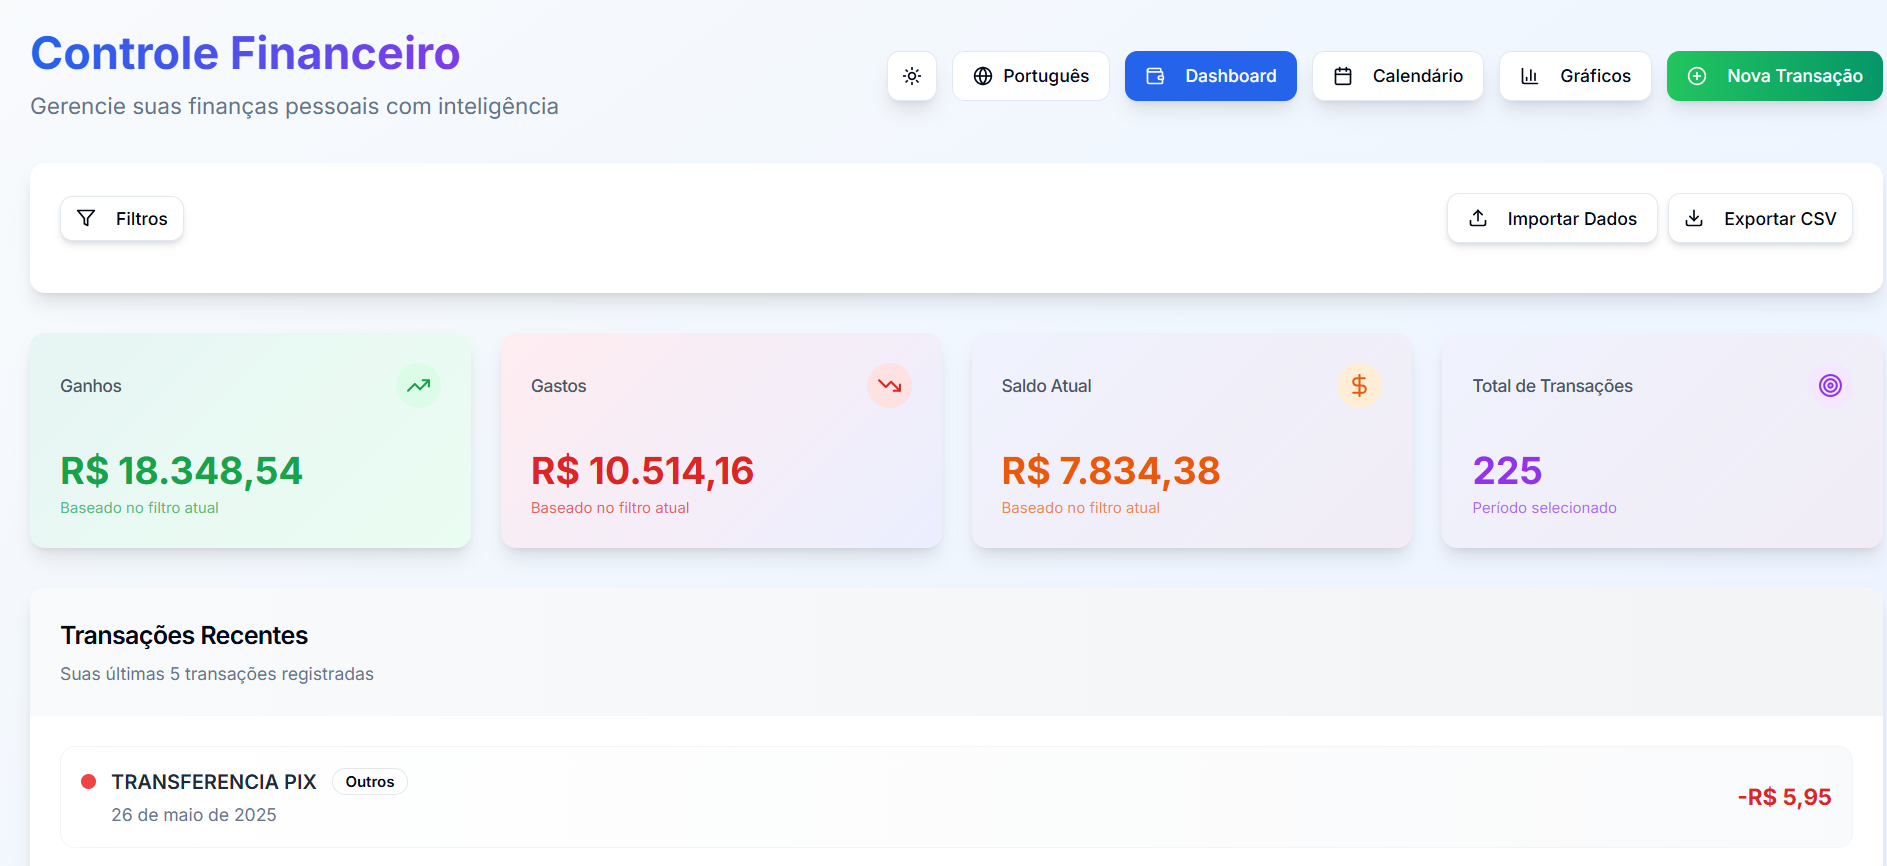 Controle Financeiro
Gerencie suas finanças pessoais com inteligência
Português
Dashboard
Calendário
Gráficos
Nova Transação
Filtros
Importar Dados
Exportar CSV
Ganhos
R$ 18.348,54
Baseado no filtro atual
Gastos
R$ 10.514,16
Baseado no filtro atual
Saldo Atual
R$ 7.834,38
Baseado no filtro atual
Total de Transações
225
Período selecionado
Transações Recentes
Suas últimas 5 transações registradas
TRANSFERENCIA PIX Outros
26 de maio de 2025
-R$ 5,95